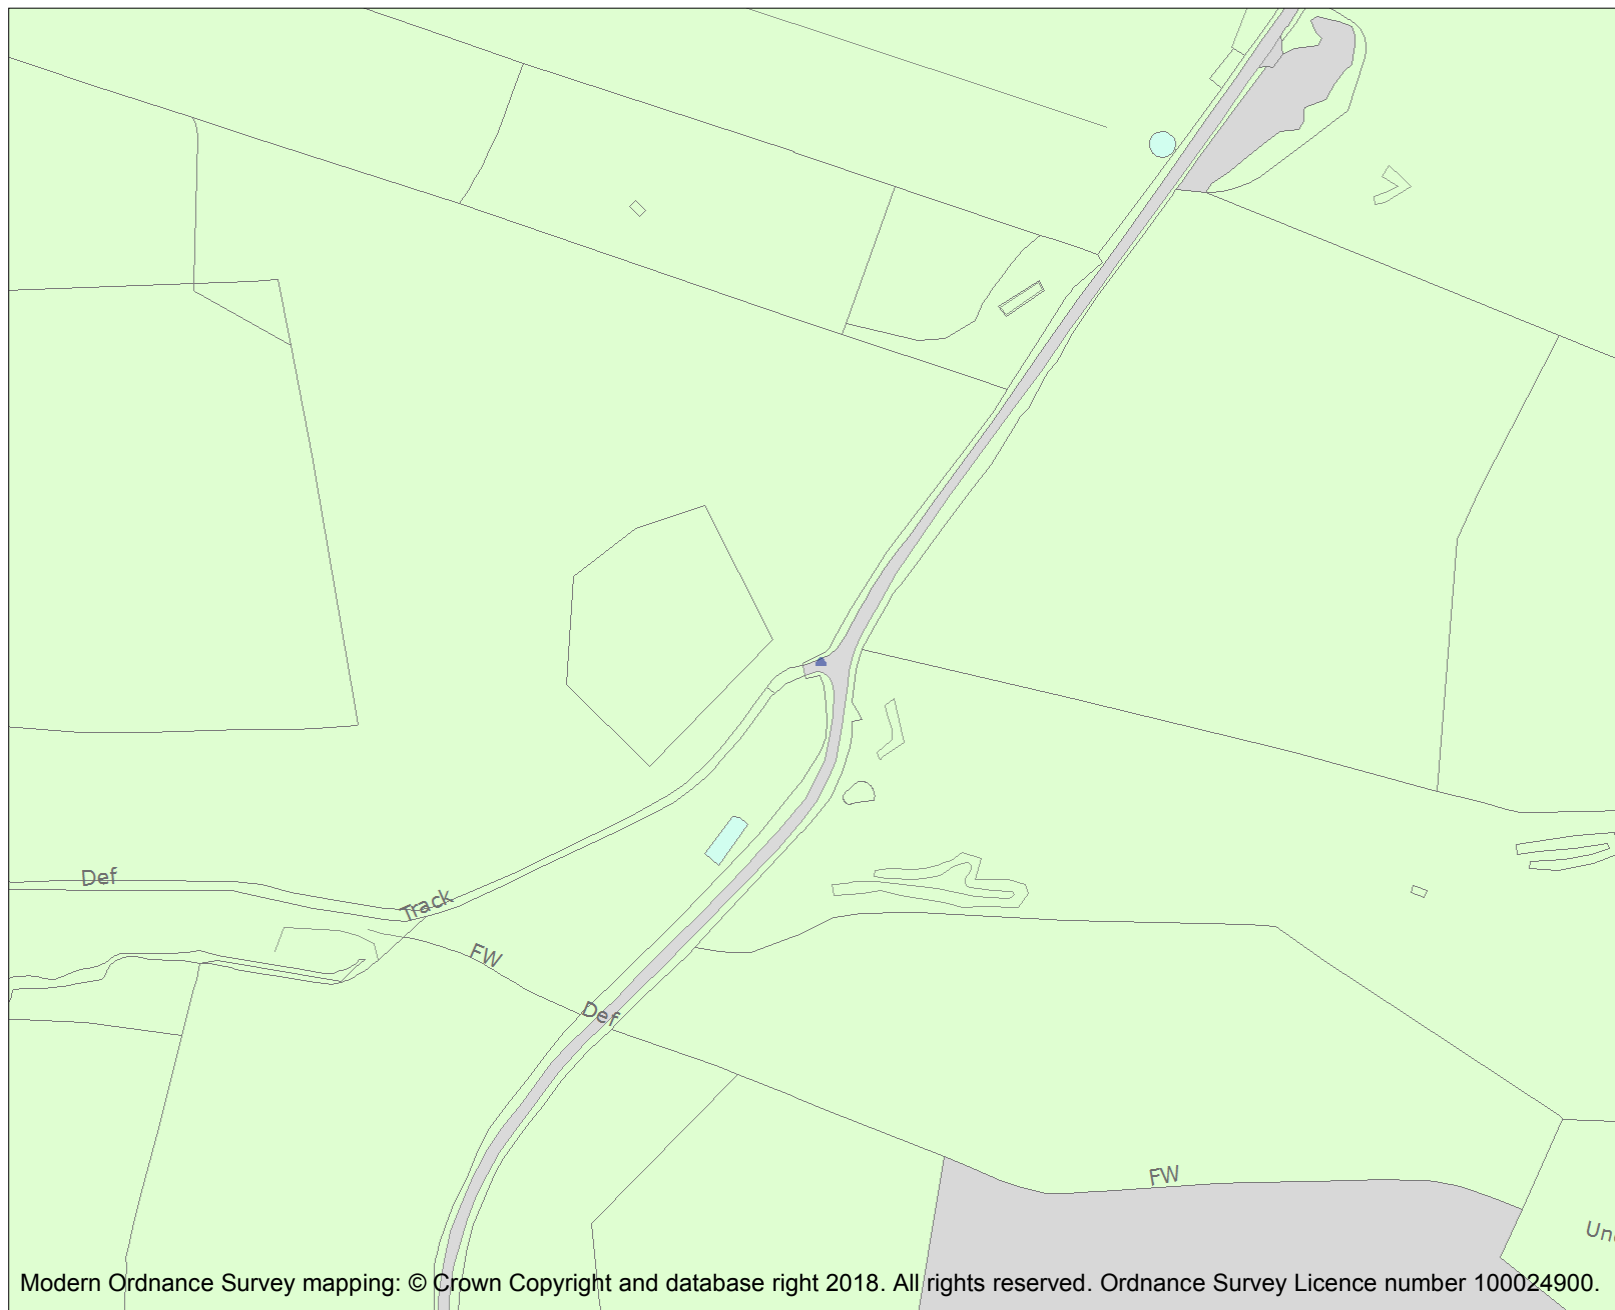 Def
Track
FW
Def
FW
Modern Ordnance Survey mapping: © Crown Copyright and database right 2018. All rights reserved. Ordnance Survey Licence number 100024900.